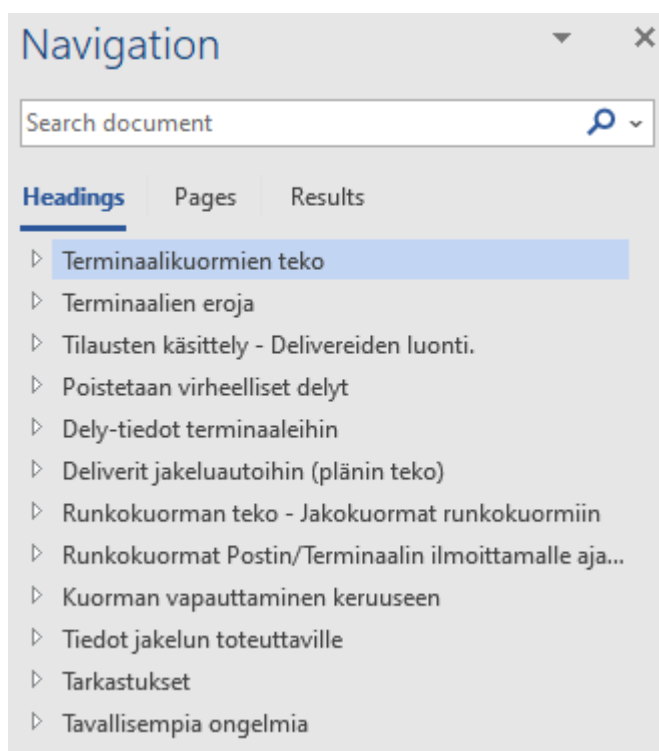 Navigation
Search document
Headings Pages Results
Terminaalikuormien teko
Terminaalien eroja
Tilausten käsittely - Delivereiden luonti.
Poistetaan virheelliset delyt
Dely-tiedot terminaaleihin
Deliverit jakeluautoihin (plänin teko)
Runkokuorman teko - Jakokuormat runkokuormiin
Runkokuormat Postin/Terminaalin ilmoittamalle aja...
Kuorman vapauttaminen keruuseen
Tiedot jakelun toteuttaville
Tarkastukset
Tavallisempia ongelmia